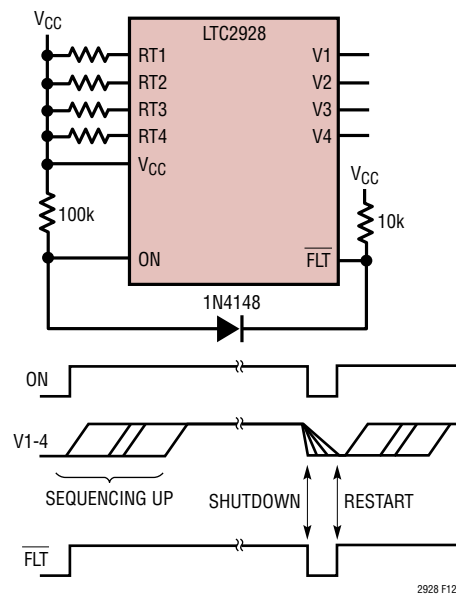 VCC
LTC2928
RT1
V1
RT2
V2
RT3
V3
RT4
V4
VCC
VCC
100k
10k
ON
FLT
1N4148
ON
V1-4
SEQUENCING UP
SHUTDOWN
RESTART
FLT
2928 F12